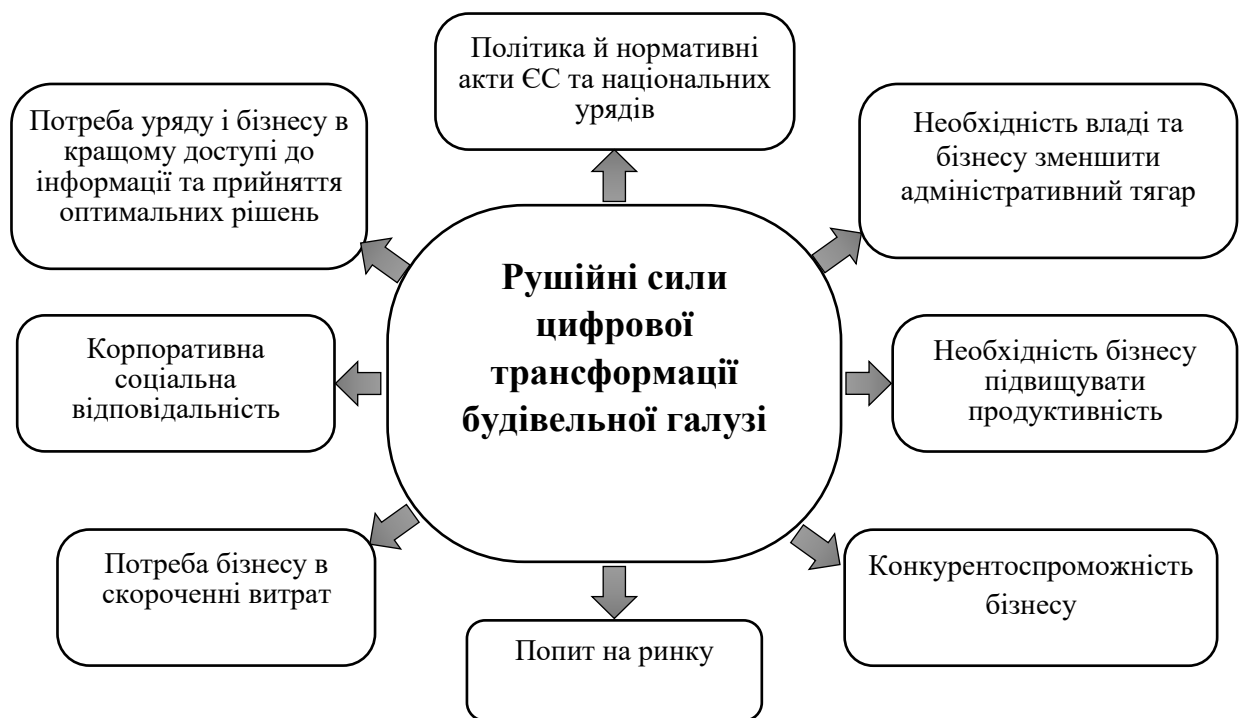 Політика й нормативні
акти ЄС та національних
урядів
Потреба уряду і бізнесу в
кращому доступі до
інформації та прийняття
оптимальних рішень
Необхідність владі та
бізнесу зменшити
адміністративний тягар
Рушійні сили
цифрової
трансформації
будівельної галузі
Корпоративна
соціальна
відповідальність
Необхідність бізнесу
підвищувати
продуктивність
Потреба бізнесу в
скороченні витрат
Конкурентоспроможність
бізнесу
Попит на ринку